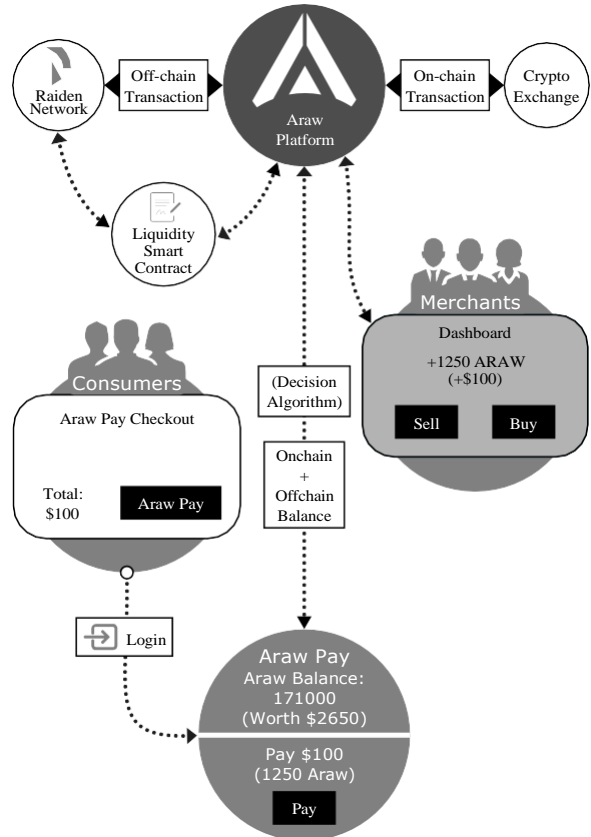 Raiden
Network
Off-chain
Transaction
Araw
Platform
On-chain
Transaction
Crypto
Exchange
Liquidity
Smart
Contract
Merchants
Dashboard
+1250 ARAW
(+$100)
Sell
Buy
Consumers
Araw Pay Checkout
Total:
$100
Araw Pay
(Decision
Algorithm)
Onchain
+
Offchain
Balance
Login
Araw Pay
Araw Balance:
171000
(Worth $2650)
Pay $100
(1250 Araw)
Pay